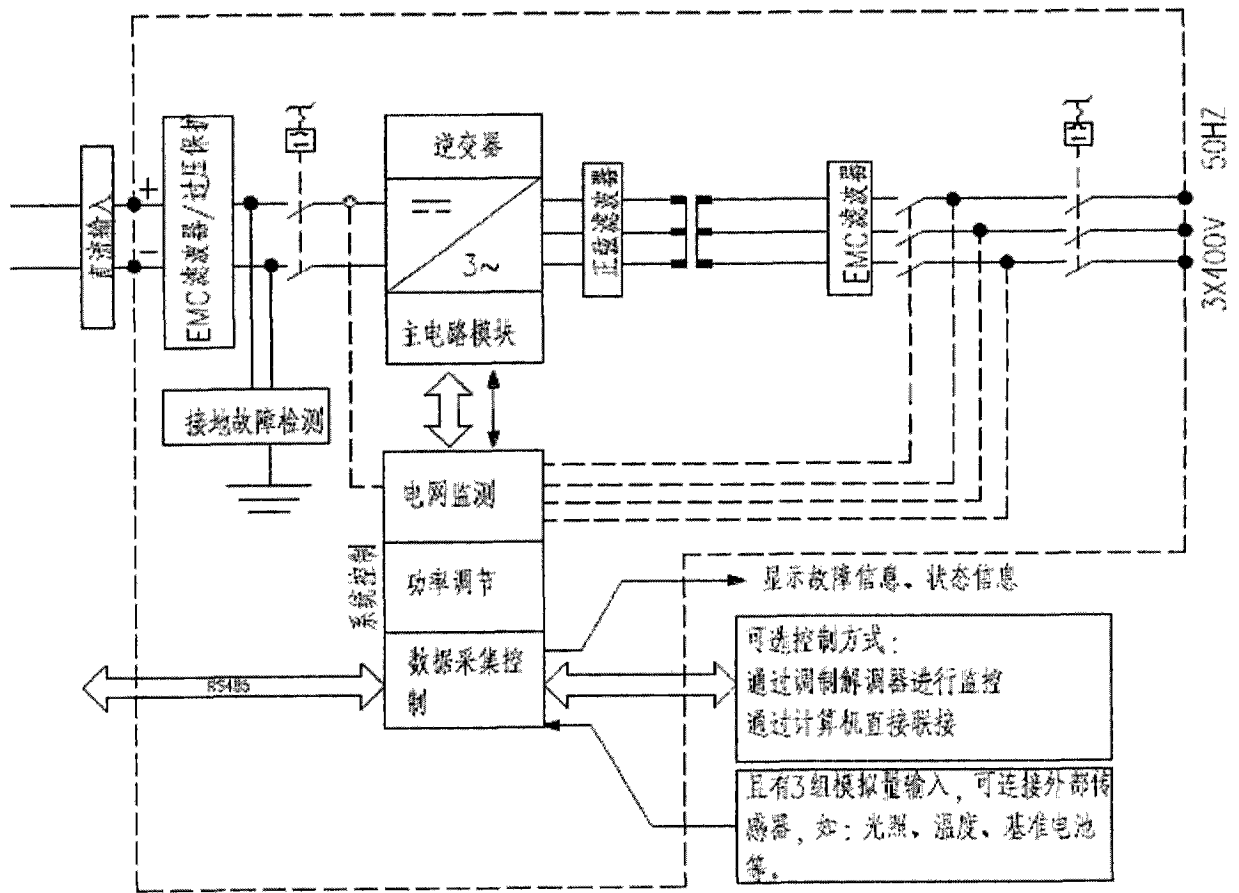 直流输入
+
-
EMC滤波器/过压保护
逆交器
3~
主电路模块
正弦滤波器
EMC滤波器
3X400V 50HZ
接地故障检测
系统控制
电网监测
功率调节
数据采集控
制
RS485
显示故障信息、状态信息
可选控制方式:
通过调制解调器进行监控
通过计算机直接联接
且有3组模拟量输入,可连接外部传
感器,如:光照、温度、基准电池
等。